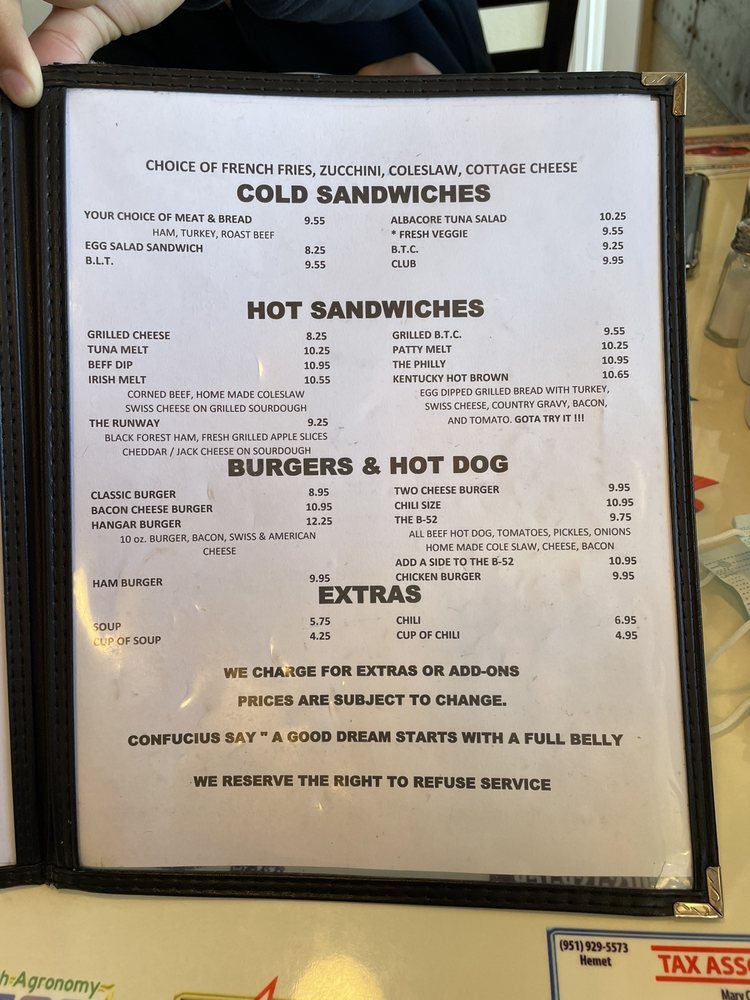 CHOICE OF FRENCH FRIES, ZUCCHINI, COLESLAW, COTTAGE CHEESE
COLD SANDWICHES
YOUR CHOICE OF MEAT & BREAD 9.55
HAM, TURKEY, ROAST BEEF
EGG SALAD SANDWICH 8.25
B.L.T. 9.55
ALBACORE TUNA SALAD 10.25
* FRESH VEGGIE 9.55
B.T.C. 9.25
CLUB 9.95
HOT SANDWICHES
GRILLED CHEESE 8.25
TUNA MELT 10.25
BEFF DIP 10.95
IRISH MELT 10.55
CORNED BEEF, HOME MADE COLESLAW
SWISS CHEESE ON GRILLED SOURDOUGH
THE RUNWAY 9.25
BLACK FOREST HAM, FRESH GRILLED APPLE SLICES
CHEDDAR / JACK CHEESE ON SOURDOUGH
GRILLED B.T.C. 9.55
PATTY MELT 10.25
THE PHILLY 10.95
KENTUCKY HOT BROWN 10.65
EGG DIPPED GRILLED BREAD WITH TURKEY,
SWISS CHEESE, COUNTRY GRAVY, BACON,
AND TOMATO. GOTA TRY IT !!!
BURGERS & HOT DOG
CLASSIC BURGER 8.95
BACON CHEESE BURGER 10.95
HANGAR BURGER 12.25
10 oz. BURGER, BACON, SWISS & AMERICAN
CHEESE
HAM BURGER 9.95
TWO CHEESE BURGER 9.95
CHILI SIZE 10.95
THE B-52 9.75
ALL BEEF HOT DOG, TOMATOES, PICKLES, ONIONS
HOME MADE COLE SLAW, CHEESE, BACON
ADD A SIDE TO THE B-52 10.95
CHICKEN BURGER 9.95
EXTRAS
SOUP 5.75
CUP OF SOUP 4.25
CHILI 6.95
CUP OF CHILI 4.95
WE CHARGE FOR EXTRAS OR ADD-ONS
PRICES ARE SUBJECT TO CHANGE.
CONFUCIUS SAY " A GOOD DREAM STARTS WITH A FULL BELLY
WE RESERVE THE RIGHT TO REFUSE SERVICE
h-Agronomy
(951) 929-5573
Hemet
TAX ASSO